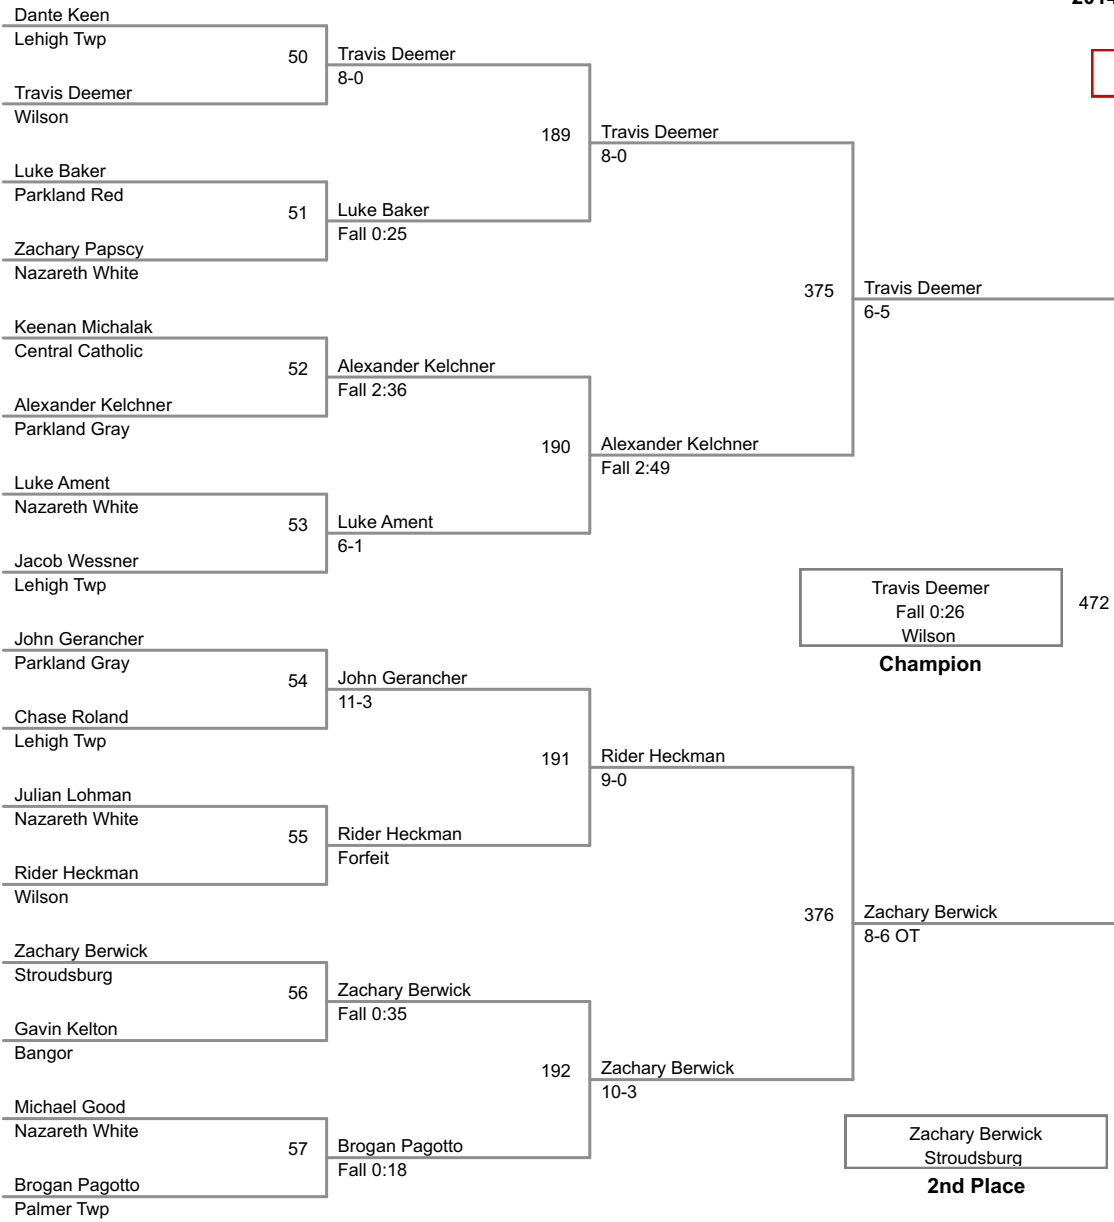 2014
Dante Keen
Lehigh Twp
50
Travis Deemer
8-0
Travis Deemer
Wilson
189
Travis Deemer
8-0
Luke Baker
Parkland Red
51
Luke Baker
Fall 0:25
Zachary Papscy
Nazareth White
375
Travis Deemer
6-5
Keenan Michalak
Central Catholic
52
Alexander Kelchner
Fall 2:36
Alexander Kelchner
Parkland Gray
190
Alexander Kelchner
Fall 2:49
Luke Ament
Nazareth White
53
Luke Ament
6-1
Jacob Wessner
Lehigh Twp
Travis Deemer
Fall 0:26
Wilson
472
Champion
John Gerancher
Parkland Gray
54
John Gerancher
11-3
Chase Roland
Lehigh Twp
191
Rider Heckman
9-0
Julian Lohman
Nazareth White
55
Rider Heckman
Forfeit
Rider Heckman
Wilson
376
Zachary Berwick
8-6 OT
Zachary Berwick
Stroudsburg
56
Zachary Berwick
Fall 0:35
Gavin Kelton
Bangor
192
Zachary Berwick
10-3
Michael Good
Nazareth White
57
Brogan Pagotto
Fall 0:18
Brogan Pagotto
Palmer Twp
Zachary Berwick
Stroudsburg
2nd Place